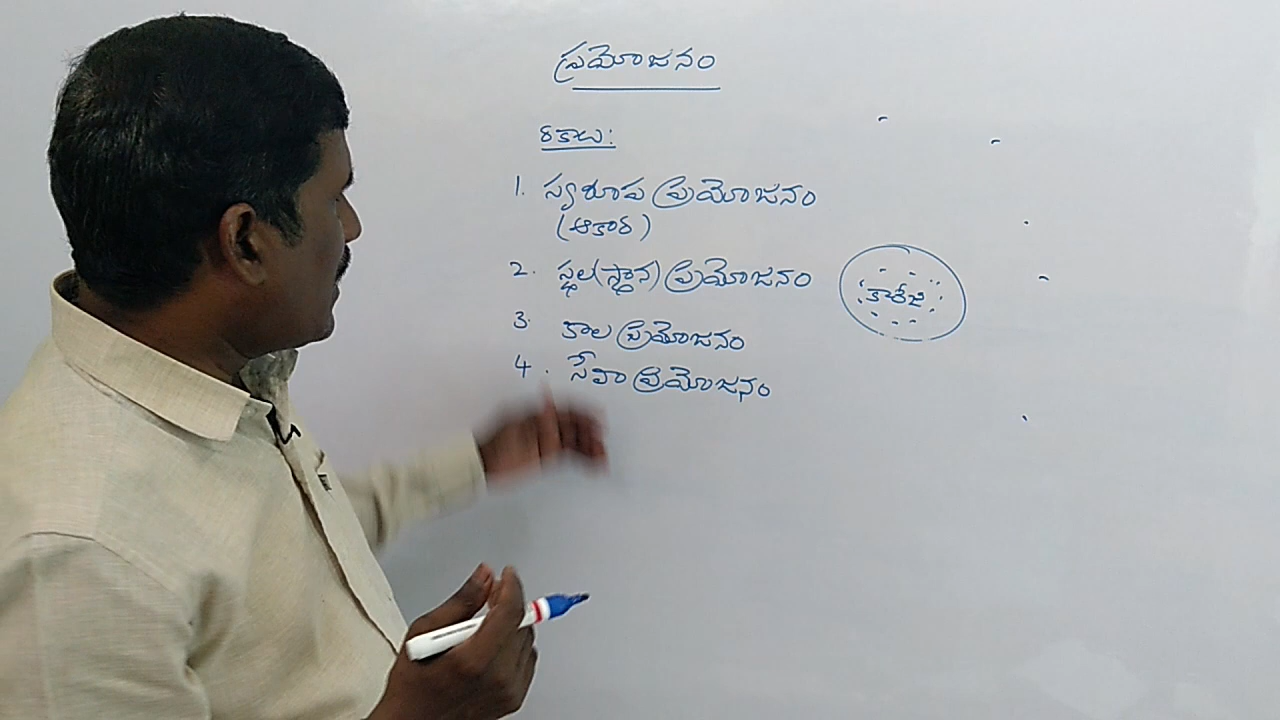 ప్రయోజనం
రకాలు:
1. స్వరూప ప్రయోజనం
(ఆకార)
2. స్థల(స్థాన) ప్రయోజనం
కాలేజి
3. కాల ప్రయోజనం
4. సేవా ప్రయోజనం